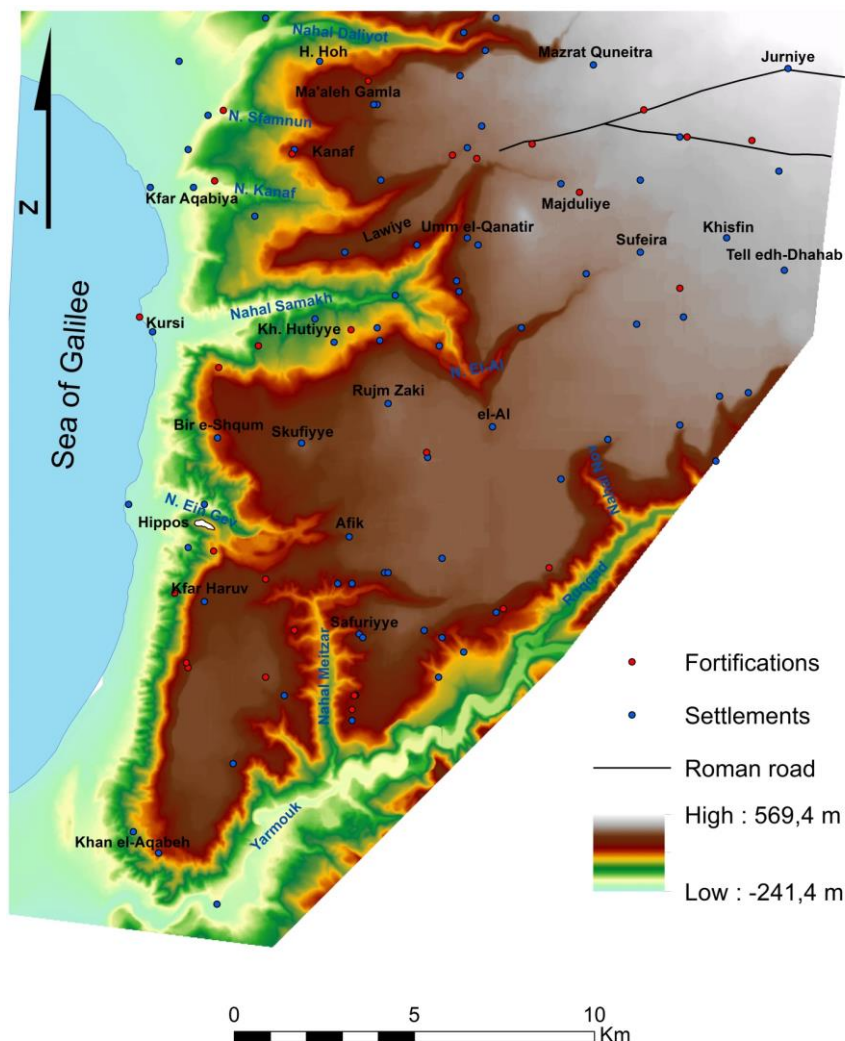 Nahal Daliyot
H. Hoh
Mazrat Quneitra
Jurniye
Ma'aleh Gamla
N. Sfamnun
Kanaf
N. Kanaf
Kfar Aqabiya
Majduliye
Lawiye
Umm el-Qanatir
Sufeira
Khisfin
Tell edh-Dhahab
N
Sea of Galilee
Nahal Samakh
Kursi
Kh. Hutiyye
N. El-Al
Rujm Zaki
el-Al
Bir e-Shqum
Skufiyye
Nahal Nov
N. Ein Gev
Hippos
Afik
Kfar Haruv
Ruqqad
Safuriyye
Nahal Meitzar
Yarmouk
Khan el-Aqabeh
Fortifications
Settlements
Roman road
High : 569,4 m
Low : -241,4 m
0 5 10
Km